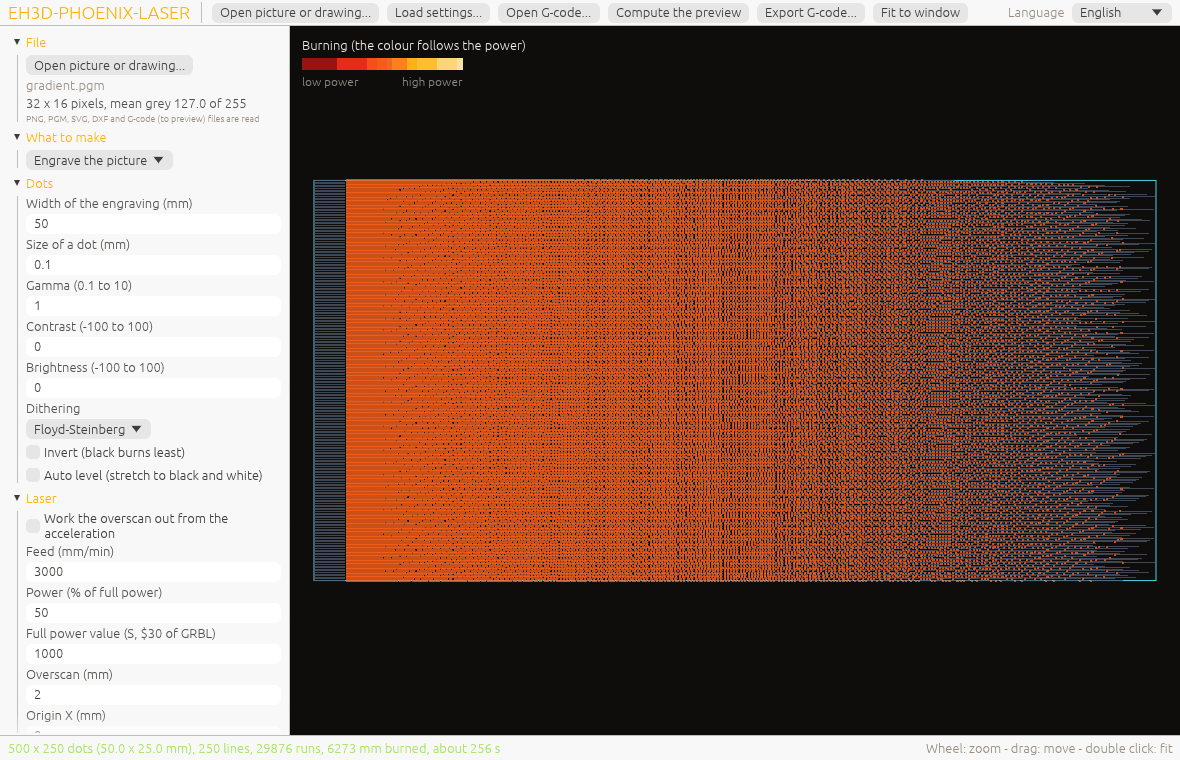 EH3D-PHOENIX-LASER
Open picture or drawing...
Load settings...
Open G-code...
Compute the preview
Export G-code...
Fit to window
Language
English
File
Open picture or drawing...
gradient.pgm
32 x 16 pixels, mean grey 127.0 of 255
PNG, PGM, SVG, DXF and G-code (to preview) files are read
What to make
Engrave the picture
Dots
Width of the engraving (mm)
50
Size of a dot (mm)
0.1
Gamma (0.1 to 10)
1
Contrast (-100 to 100)
0
Brightness (-100 to 100)
0
Dithering
Floyd-Steinberg
Invert (black burns least)
Auto level (stretch to black and white)
Laser
Work the overscan out from the
acceleration
Feed (mm/min)
3000
Power (% of full power)
50
Full power value (S, $30 of GRBL)
1000
Overscan (mm)
2
Origin X (mm)
Burning (the colour follows the power)
low power
high power
500 x 250 dots (50.0 x 25.0 mm), 250 lines, 29876 runs, 6273 mm burned, about 256 s
Wheel: zoom - drag: move - double click: fit